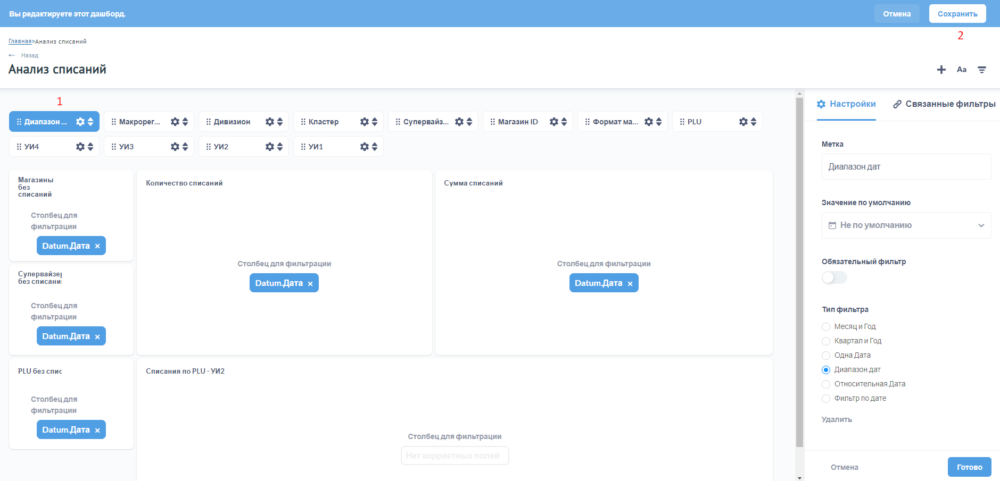 Вы редактируете этот дашборд.
Отмена
Сохранить
2
Главная»Анализ списаний
← Назад
Анализ списаний
Aa
1
Диапазон ...
Макрорег...
Дивизион
Кластер
Супервайз...
Магазин ID
Формат ма...
PLU
УИ4
УИ3
УИ2
УИ1
Магазины
без
списаний
Столбец для
фильтрации
Datum.Дата ×
Количество списаний
Столбец для фильтрации
Datum.Дата ×
Сумма списаний
Столбец для фильтрации
Datum.Дата ×
Супервайзер
без списани
Столбец для
фильтрации
Datum.Дата ×
PLU без спис
Столбец для
фильтрации
Datum.Дата ×
Списания по PLU - УИ2
Столбец для фильтрации
Нет корректных полей
Настройки
Связанные фильтры
Метка
Диапазон дат
Значение по умолчанию
Не по умолчанию
Обязательный фильтр
Тип фильтра
Месяц и Год
Квартал и Год
Одна Дата
Диапазон дат
Относительная Дата
Фильтр по дате
Удалить
Отмена
Готово